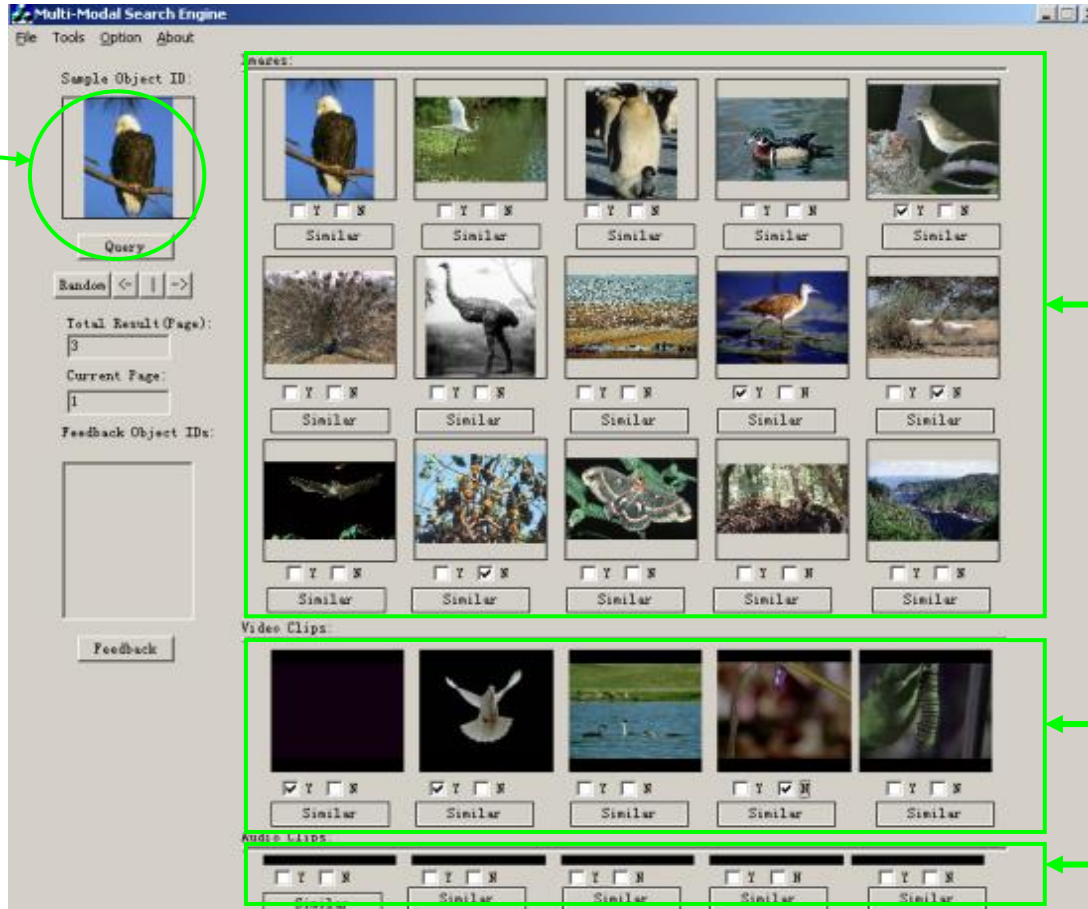 Multi-Modal Search Engine
File Tools Option About
Sample Object ID:
Query
Random <- | ->
Total Result(Page):
3
Current Page:
1
Feedback Object IDs:
Feedback
Images:
Y N Y N Y N Y N Y N
Similar Similar Similar Similar Similar
Y N Y N Y N Y N Y N
Similar Similar Similar Similar Similar
Y N Y N Y N Y N Y N
Similar Similar Similar Similar Similar
Video Clips:
Y N Y N Y N Y N Y N
Similar Similar Similar Similar Similar
Audio Clips:
Y N Y N Y N Y N Y N
Similar Similar Similar Similar Similar